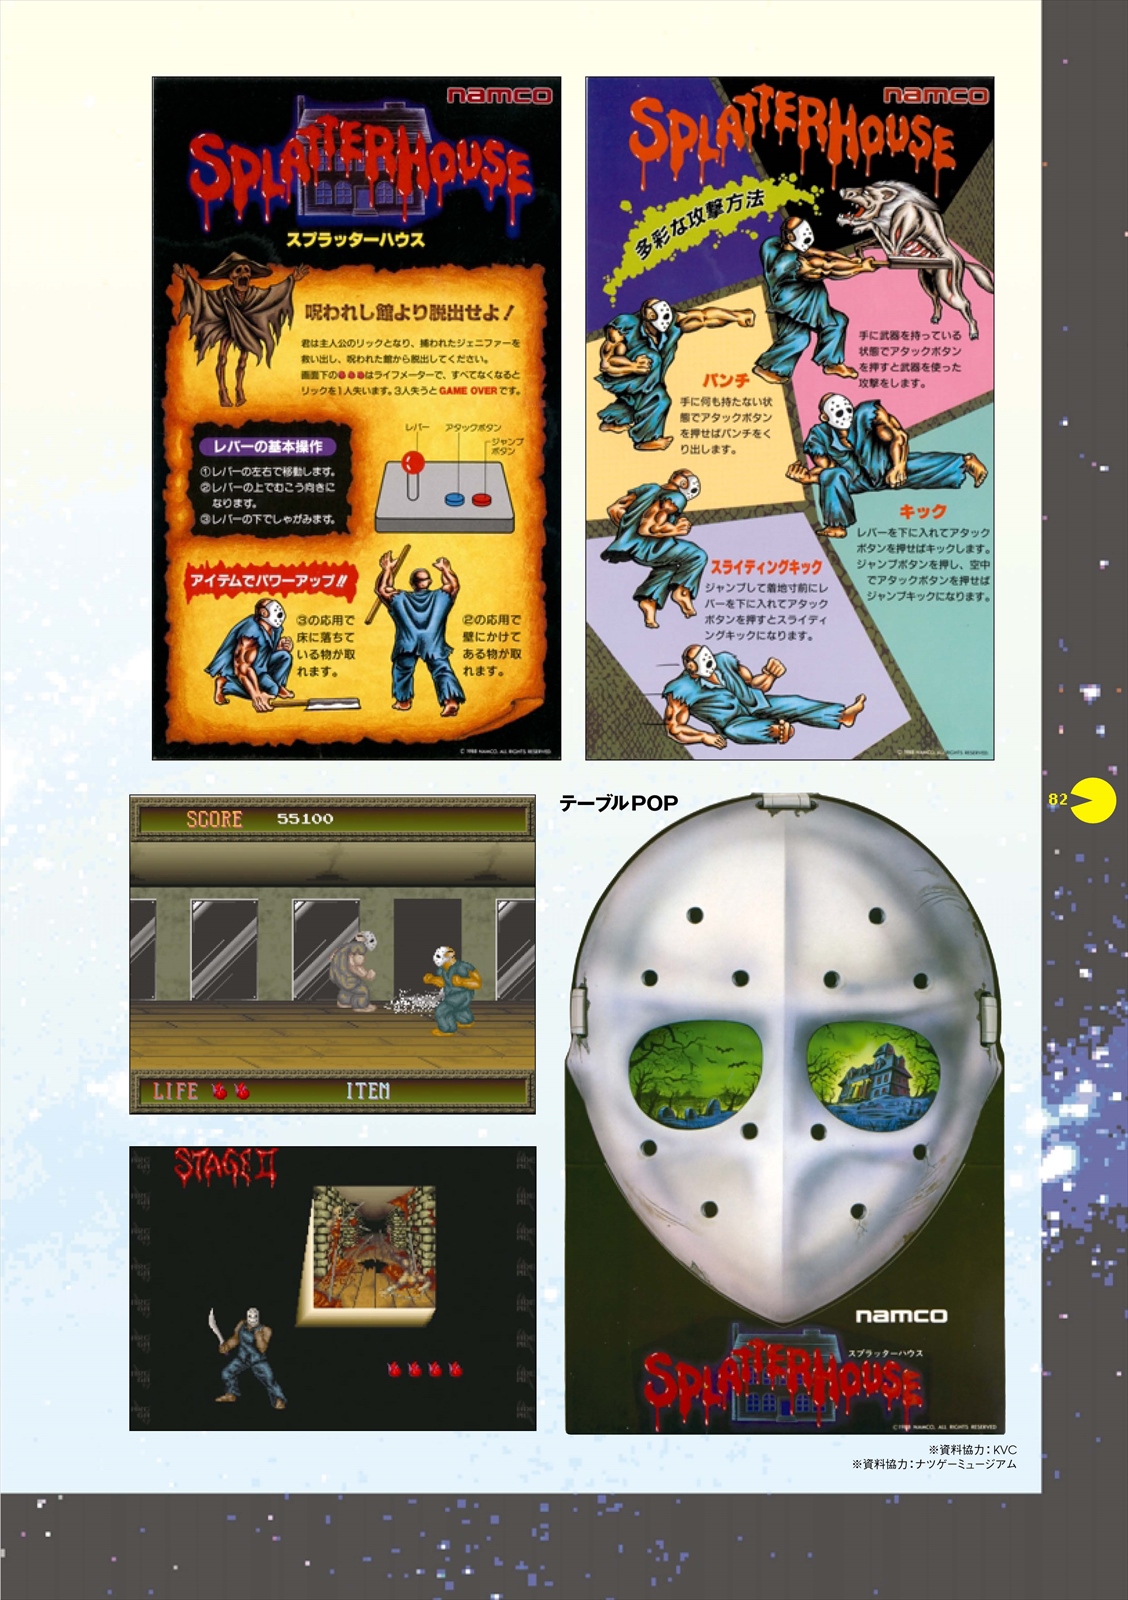 namco
SPLATTERHOUSE
スプラッターハウス
呪われし館より脱出せよ！
君は主人公のリックとなり、捕われたジェニファーを
救い出し、呪われた館から脱出してください。
画面下の●●●はライフメーターで、すべてなくなると
リックを1人失います。3人失うとGAME OVERです。
レバーの基本操作
①レバーの左右で移動します。
②レバーの上でむこう向きに
なります。
③レバーの下でしゃがみます。
レバー
アタックボタン
ジャンプ
ボタン
アイテムでパワーアップ!!
③の応用で
床に落ちて
いる物が取
れます。
②の応用で
壁にかけて
ある物が取
れます。
© 1988 NAMCO, ALL RIGHTS RESERVED
namco
SPLATTERHOUSE
多彩な攻撃方法
手に武器を持っている
状態でアタックボタン
を押すと武器を使った
攻撃をします。
パンチ
手に何も持たない状
態でアタックボタン
を押せばパンチをく
り出します。
キック
レバーを下に入れてアタック
ボタンを押せばキックします。
ジャンプボタンを押し、空中
でアタックボタンを押せば
ジャンプキックになります。
スライディングキック
ジャンプして着地寸前にレ
バーを下に入れてアタック
ボタンを押すとスライディ
ングキックになります。
© 1988 NAMCO, ALL RIGHTS RESERVED
82
SCORE 55100
LIFE ITEM
STAGE II
テーブルPOP
namco
スプラッターハウス
SPLATTERHOUSE
© 1988 NAMCO, ALL RIGHTS RESERVED
※資料協力：KVC
※資料協力：ナツゲーミュージアム